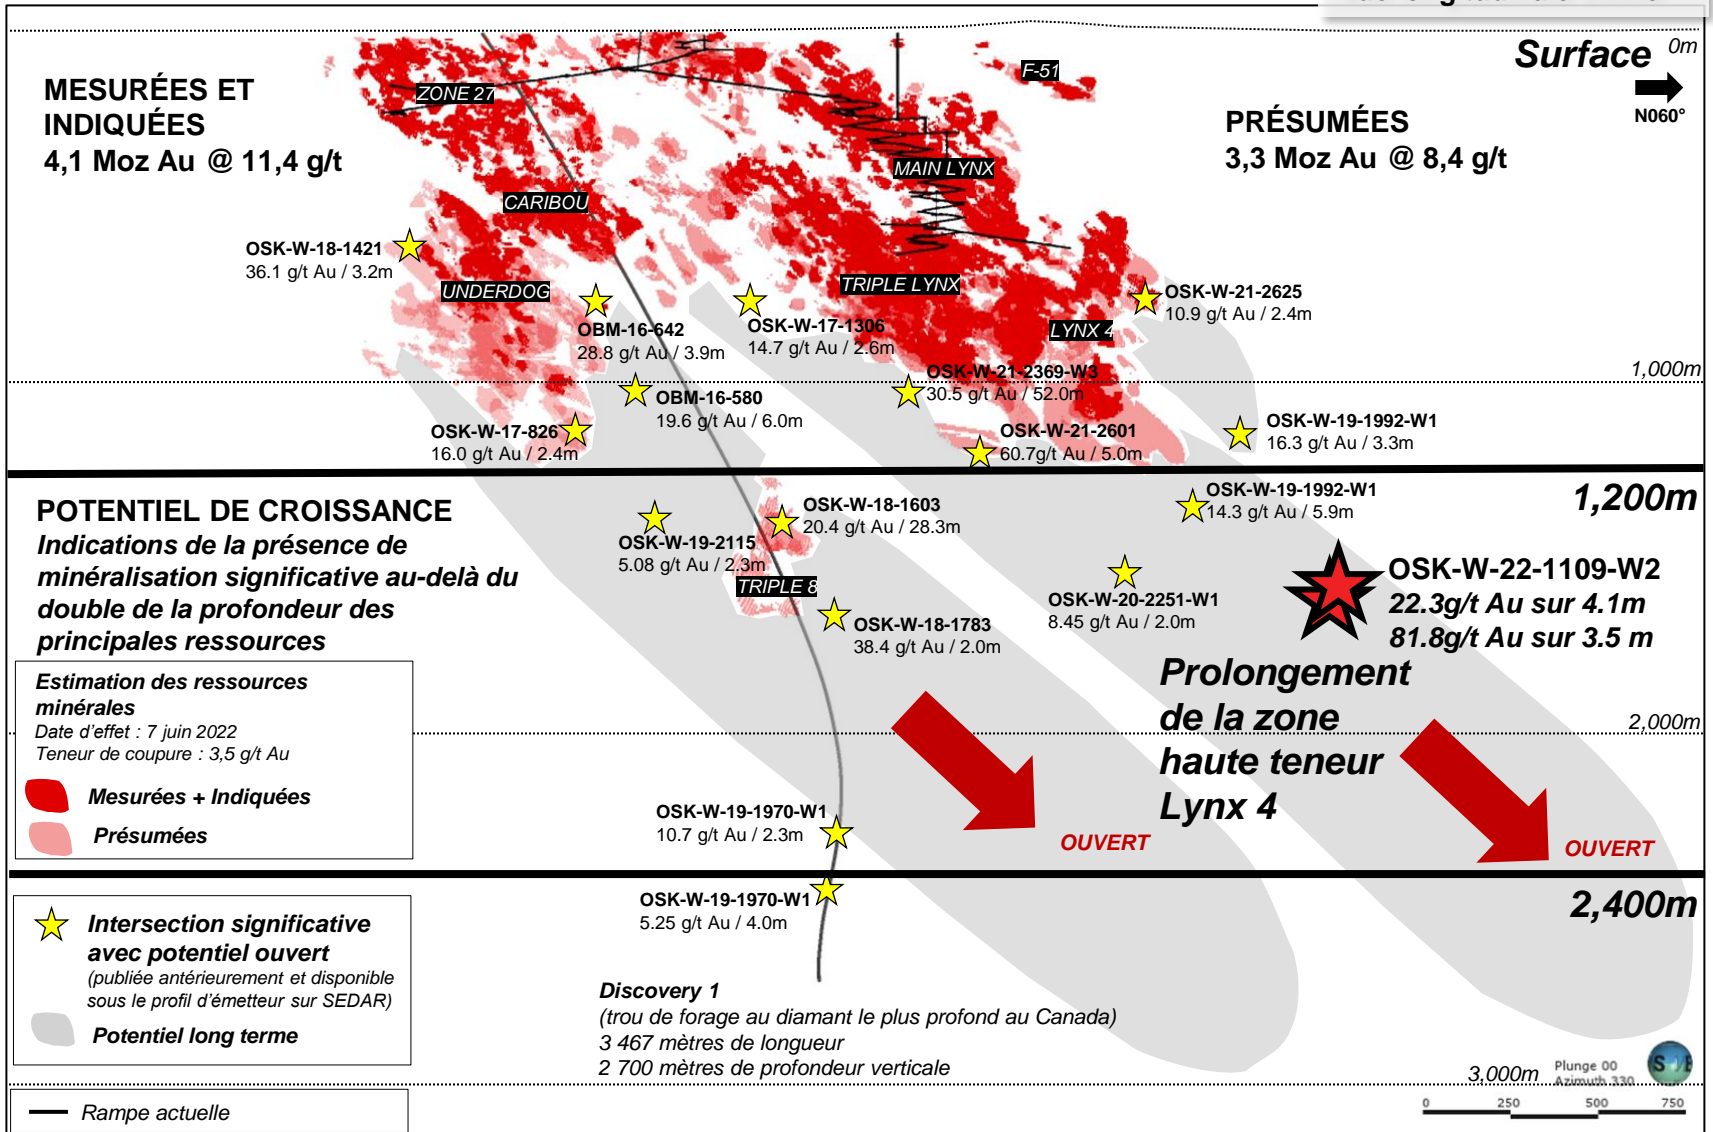 Surface
0m
N060°
MESURÉES ET
INDIQUÉES
4,1 Moz Au @ 11,4 g/t
PRÉSUMÉES
3,3 Moz Au @ 8,4 g/t
ZONE 27
F-51
MAIN LYNX
CARIBOU
UNDERDOG
TRIPLE LYNX
LYNX 4
OSK-W-18-1421
36.1 g/t Au / 3.2m
OBM-16-642
28.8 g/t Au / 3.9m
OSK-W-17-1306
14.7 g/t Au / 2.6m
OSK-W-21-2625
10.9 g/t Au / 2.4m
1,000m
OSK-W-21-2369-W3
30.5 g/t Au / 52.0m
OBM-16-580
19.6 g/t Au / 6.0m
OSK-W-17-826
16.0 g/t Au / 2.4m
OSK-W-21-2601
60.7g/t Au / 5.0m
OSK-W-19-1992-W1
16.3 g/t Au / 3.3m
1,200m
POTENTIEL DE CROISSANCE
Indications de la présence de
minéralisation significative au-delà du
double de la profondeur des
principales ressources
OSK-W-19-2115
5.08 g/t Au / 2.3m
OSK-W-18-1603
20.4 g/t Au / 28.3m
TRIPLE 8
OSK-W-18-1783
38.4 g/t Au / 2.0m
OSK-W-19-1992-W1
14.3 g/t Au / 5.9m
OSK-W-20-2251-W1
8.45 g/t Au / 2.0m
OSK-W-22-1109-W2
22.3g/t Au sur 4.1m
81.8g/t Au sur 3.5 m
Prolongement
de la zone
haute teneur
Lynx 4
2,000m
OUVERT
OUVERT
Estimation des ressources
minérales
Date d'effet : 7 juin 2022
Teneur de coupure : 3,5 g/t Au
Mesurées + Indiquées
Présumées
OSK-W-19-1970-W1
10.7 g/t Au / 2.3m
OSK-W-19-1970-W1
5.25 g/t Au / 4.0m
2,400m
Intersection significative
avec potentiel ouvert
(publiée antérieurement et disponible
sous le profil d'émetteur sur SEDAR)
Potentiel long terme
Discovery 1
(trou de forage au diamant le plus profond au Canada)
3 467 mètres de longueur
2 700 mètres de profondeur verticale
3,000m
Plunge 00
Azimuth 330
0 250 500 750
Rampe actuelle